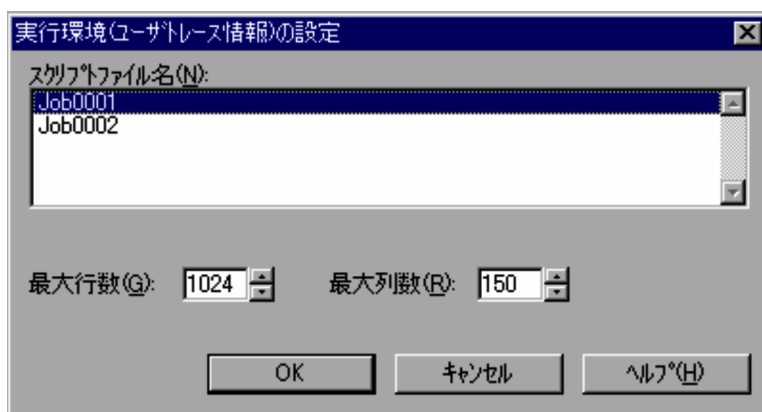 実行環境(ﾕｰｻﾞﾄﾚｰｽ情報)の設定
ｽｸﾘﾌﾟﾄﾌｧｲﾙ名(N):
Job0001
Job0002
最大行数(G): 1024 最大列数(R): 150
OK ｷｬﾝｾﾙ ﾍﾙﾌﾟ(H)